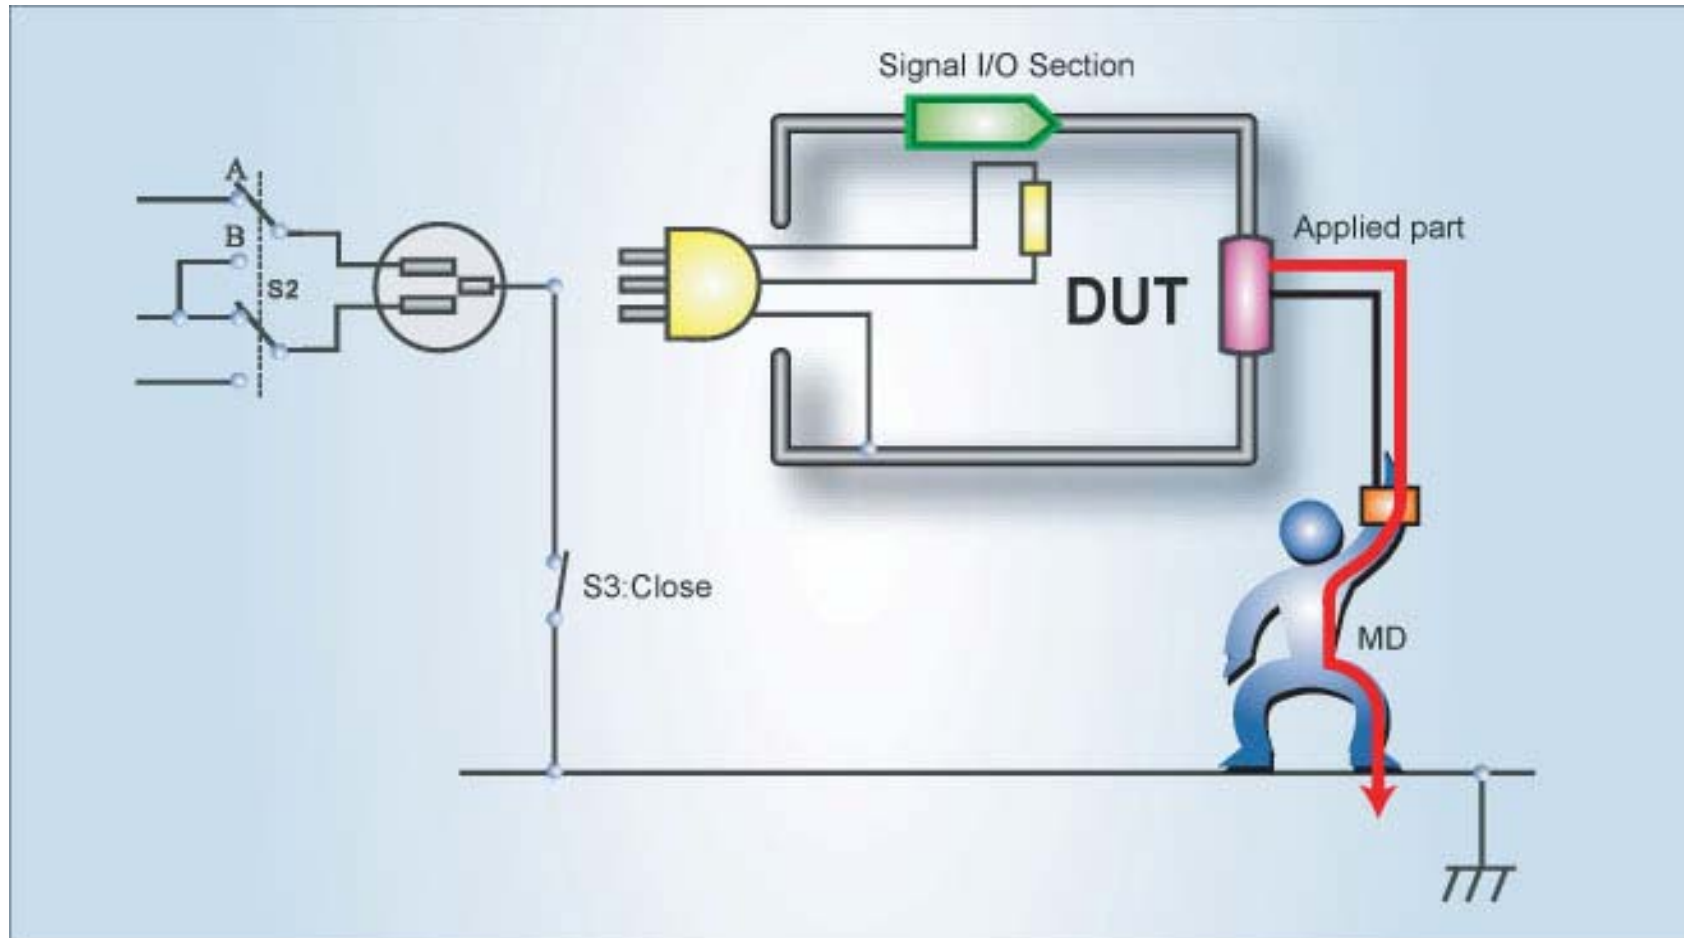 Signal I/O Section
A
B
S2
Applied part
DUT
S3:Close
MD